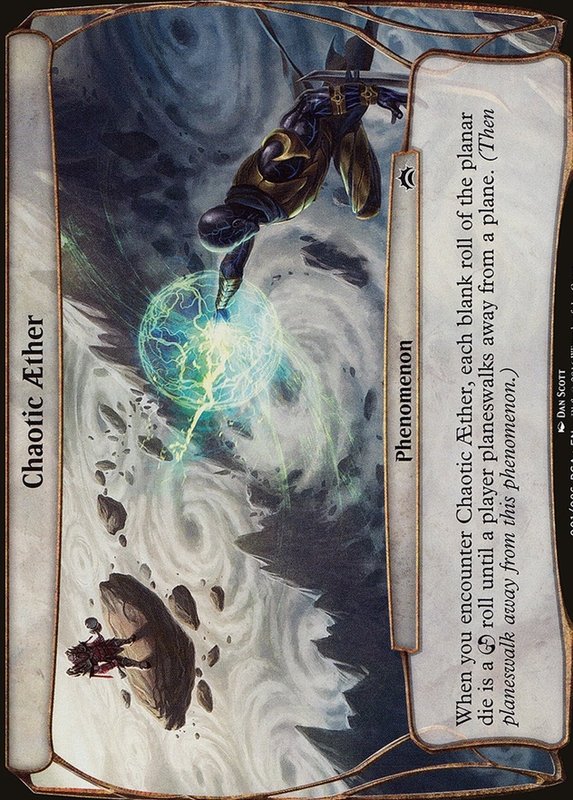 Chaotic Æther
Phenomenon
When you encounter Chaotic Æther, each blank roll of the planar
die is a roll until a player planeswalks away from a plane. (Then
planeswalk away from this phenomenon.)
DAN SCOTT